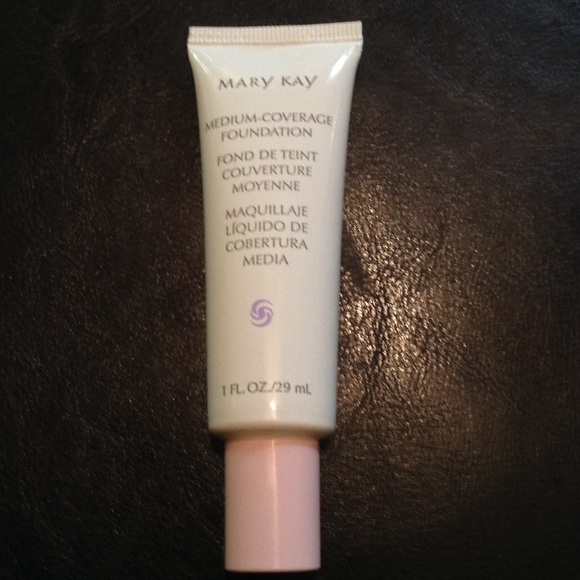 MARY KAY
MEDIUM-COVERAGE
FOUNDATION
FOND DE TEINT
COUVERTURE
MOYENNE
MAQUILLAJE
LÍQUIDO DE
COBERTURA
MEDIA
1 FL. OZ./29 mL